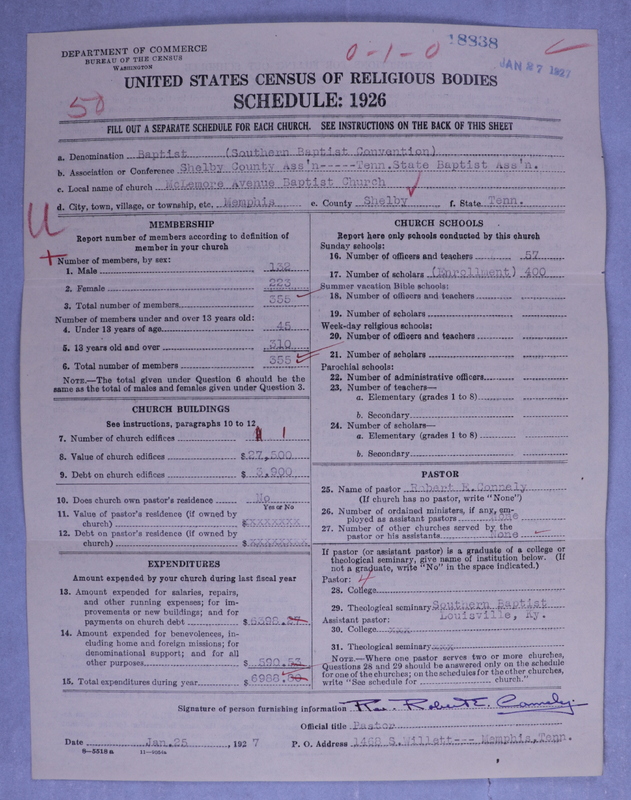 DEPARTMENT OF COMMERCE
BUREAU OF THE CENSUS
WASHINGTON
0-1-0
18838
JAN 27 1927
50
UNITED STATES CENSUS OF RELIGIOUS BODIES
SCHEDULE: 1926
FILL OUT A SEPARATE SCHEDULE FOR EACH CHURCH. SEE INSTRUCTIONS ON THE BACK OF THIS SHEET
a. Denomination Baptist (Southern Baptist Convention)
b. Association or Conference Shelby County Ass'n-----Tenn.State Baptist Ass'n.
c. Local name of church McLemore Avenue Baptist Church
d. City, town, village, or township, etc. Memphis e. County Shelby f. State Tenn.
U
MEMBERSHIP
Report number of members according to definition of
member in your church
Number of members, by sex:
1. Male 132
2. Female 223
3. Total number of members 355
Number of members under and over 13 years old:
4. Under 13 years of age 45
5. 13 years old and over 310
6. Total number of members 355
NOTE.—The total given under Question 6 should be the
same as the total of males and females given under Question 3.
CHURCH BUILDINGS
See instructions, paragraphs 10 to 12
7. Number of church edifices 1
8. Value of church edifices $27,500
9. Debt on church edifices $ 3,900
10. Does church own pastor's residence No
Yes or No
11. Value of pastor's residence (if owned by
church) $xxxxxxxx
12. Debt on pastor's residence (if owned by
church) $xxxxxxxx
EXPENDITURES
Amount expended by your church during last fiscal year
13. Amount expended for salaries, repairs,
and other running expenses; for im-
provements or new buildings; and for
payments on church debt $6398.
14. Amount expended for benevolences, in-
cluding home and foreign missions; for
denominational support; and for all
other purposes $ 590.
15. Total expenditures during year $6988.
CHURCH SCHOOLS
Report here only schools conducted by this church
Sunday schools:
16. Number of officers and teachers 57
17. Number of scholars (Enrollment) 400
Summer vacation Bible schools:
18. Number of officers and teachers
19. Number of scholars
Week-day religious schools:
20. Number of officers and teachers
21. Number of scholars
Parochial schools:
22. Number of administrative officers
23. Number of teachers—
a. Elementary (grades 1 to 8)
b. Secondary
24. Number of scholars—
a. Elementary (grades 1 to 8)
b. Secondary
PASTOR
25. Name of pastor Robert E.Connely
(If church has no pastor, write "None")
26. Number of ordained ministers, if any, em-
ployed as assistant pastors None
27. Number of other churches served by the
pastor or his assistants None
If pastor (or assistant pastor) is a graduate of a college or
theological seminary, give name of institution below. (If
not a graduate, write "No" in the space indicated.)
Pastor: 4
28. College
29. Theological seminary Southern Baptist
Louisville, Ky.
Assistant pastor:
30. College xxx
31. Theological seminary xxx
NOTE.—Where one pastor serves two or more churches,
Questions 28 and 29 should be answered only on the schedule
for one of the churches; on the schedules for the other churches,
write "See schedule for church."
Signature of person furnishing information Rev. Robert E. Connely
Official title Pastor
Date Jan.25, 1927 P. O. Address 1468 S.Willett--- Memphis,Tenn.
8—5518 a 11—9034a